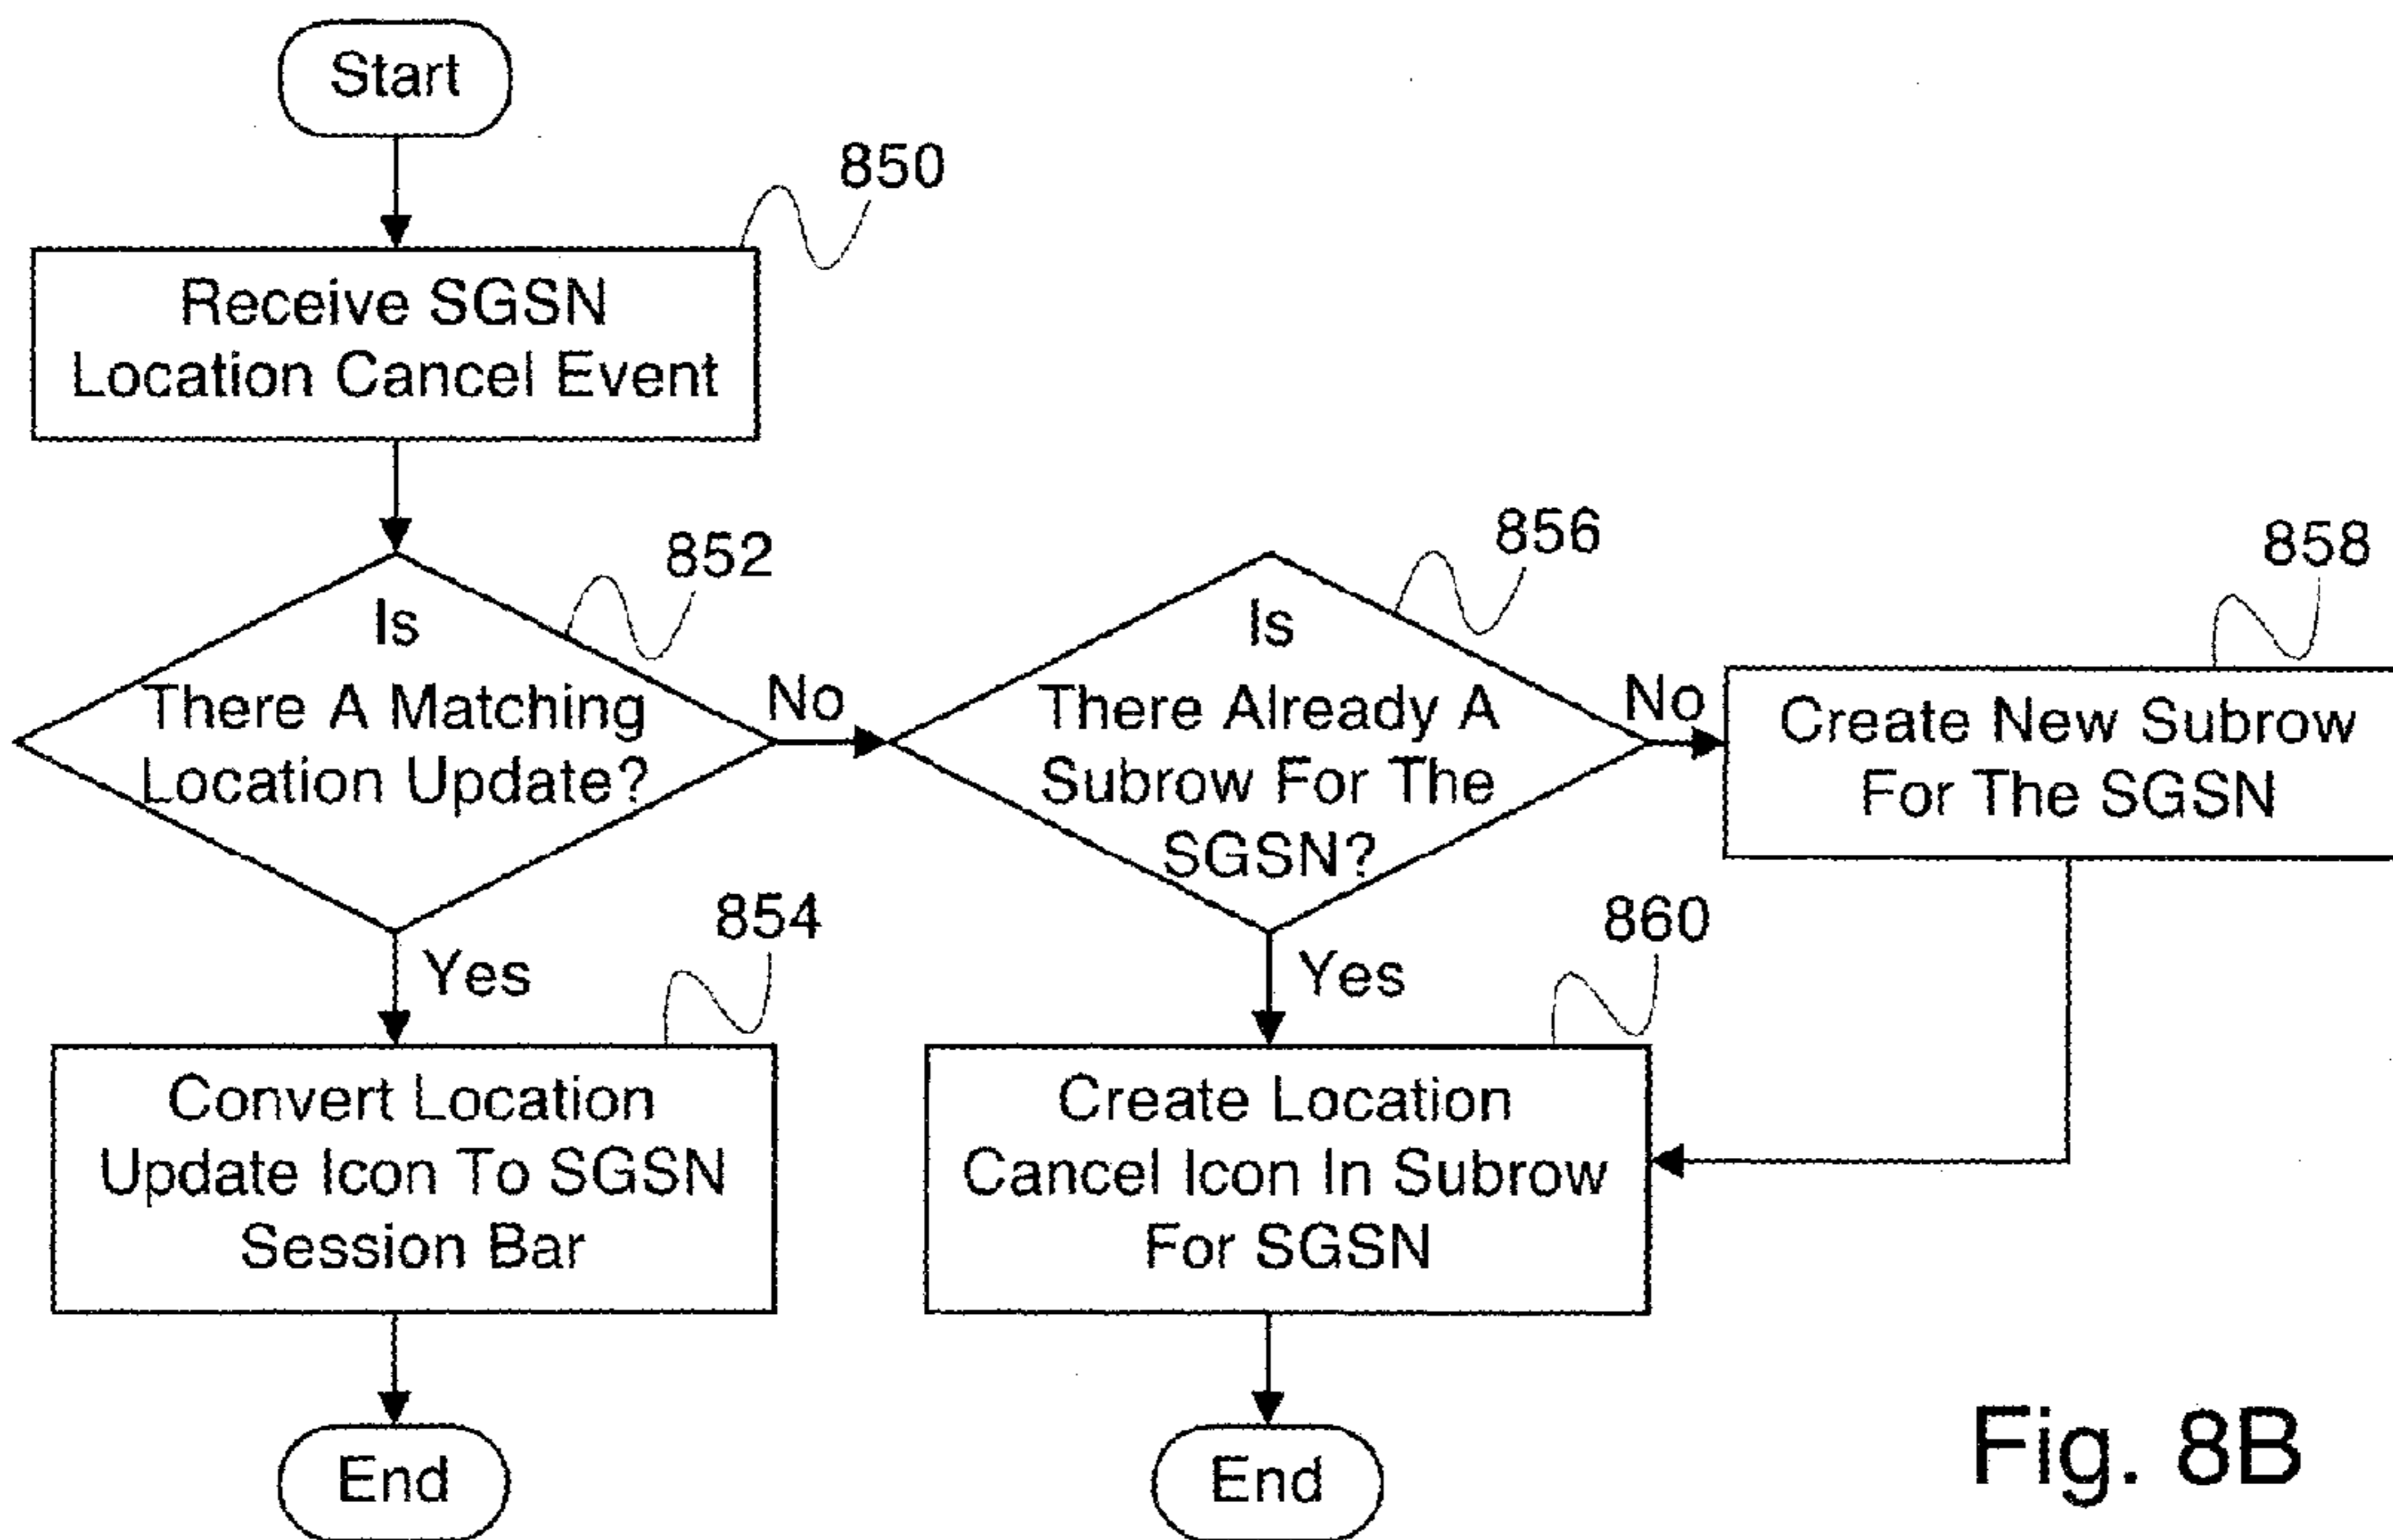 Start
850
Receive SGSN
Location Cancel Event
852
Is
There A Matching
Location Update?
No
856
Is
There Already A
Subrow For The
SGSN?
No
858
Create New Subrow
For The SGSN
Yes
854
Convert Location
Update Icon To SGSN
Session Bar
Yes
860
Create Location
Cancel Icon In Subrow
For SGSN
End
End
Fig. 8B